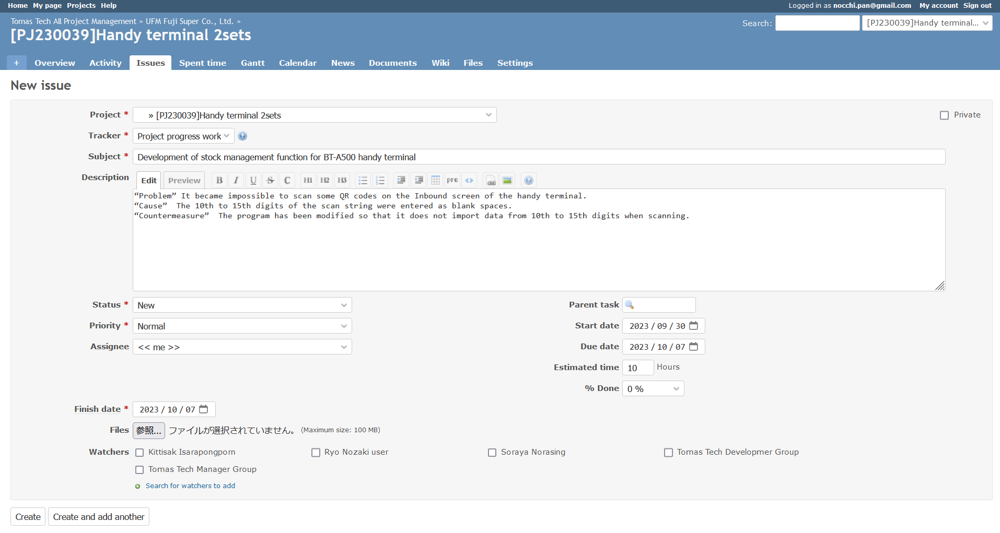 Home My page Projects Help
Logged in as nocchi.pan@gmail.com My account Sign out
Tomas Tech All Project Management » UFM Fuji Super Co., Ltd. »
Search: [PJ230039]Handy terminal...
[PJ230039]Handy terminal 2sets
+ Overview Activity Issues Spent time Gantt Calendar News Documents Wiki Files Settings
New issue
Project * » [PJ230039]Handy terminal 2sets Private
Tracker * Project progress work ?
Subject * Development of stock management function for BT-A500 handy terminal
Description Edit Preview B I U S C H1 H2 H3 pre <> ?
“Problem” It became impossible to scan some QR codes on the Inbound screen of the handy terminal.
“Cause” The 10th to 15th digits of the scan string were entered as blank spaces.
“Countermeasure” The program has been modified so that it does not import data from 10th to 15th digits when scanning.
Status * New Parent task
Priority * Normal Start date 2023 / 09 / 30
Assignee << me >> Due date 2023 / 10 / 07
Estimated time 10 Hours
% Done 0 %
Finish date * 2023 / 10 / 07
Files 参照... ファイルが選択されていません。 (Maximum size: 100 MB)
Watchers Kittisak Isarapongporn Ryo Nozaki user Soraya Norasing Tomas Tech Developmer Group
Tomas Tech Manager Group
Search for watchers to add
Create Create and add another